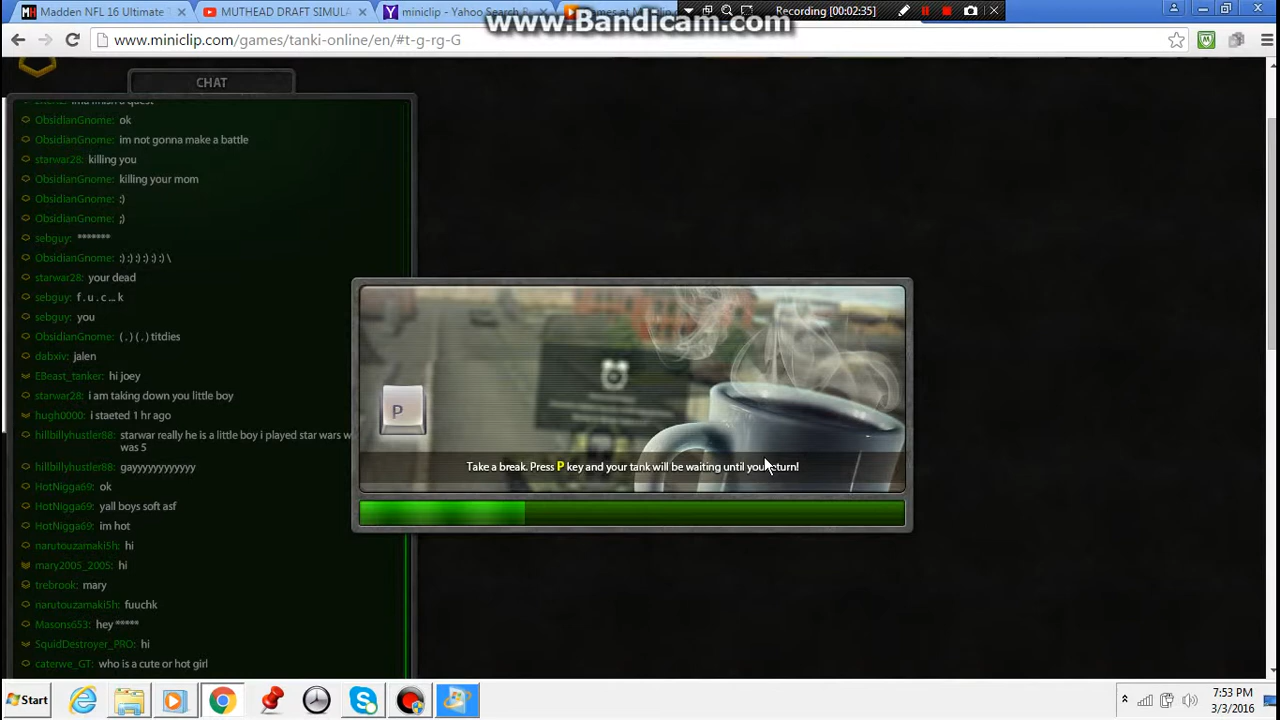 Madden NFL 16 Ultimate
MUTHEAD DRAFT SIMULA
miniclip - Yahoo Search R
Recording [00:02:35]
www.Bandicam.com
www.miniclip.com/games/tanki-online/en/#t-g-rg-G
CHAT
ObsidianGnome: ok
ObsidianGnome: im not gonna make a battle
starwar28: killing you
ObsidianGnome: killing your mom
ObsidianGnome: :)
ObsidianGnome: ;)
sebguy: *******
ObsidianGnome: :) :) :) :) :) :) \
starwar28: your dead
sebguy: f . u . c ... k
sebguy: you
ObsidianGnome: ( . ) ( . ) titdies
dabxiv: jalen
EBeast_tanker: hi joey
starwar28: i am taking down you little boy
hugh0000: i staeted 1 hr ago
hillbillyhustler88: starwar really he is a little boy i played star wars w
was 5
hillbillyhustler88: gayyyyyyyyyyy
HotNigga69: ok
HotNigga69: yall boys soft asf
HotNigga69: im hot
narutouzamaki5h: hi
mary2005_2005: hi
trebrook: mary
narutouzamaki5h: fuuchk
Masons653: hey *****
SquidDestroyer_PRO: hi
caterwe_GT: who is a cute or hot girl
P
Take a break. Press P key and your tank will be waiting until you return!
Start
7:53 PM
3/3/2016